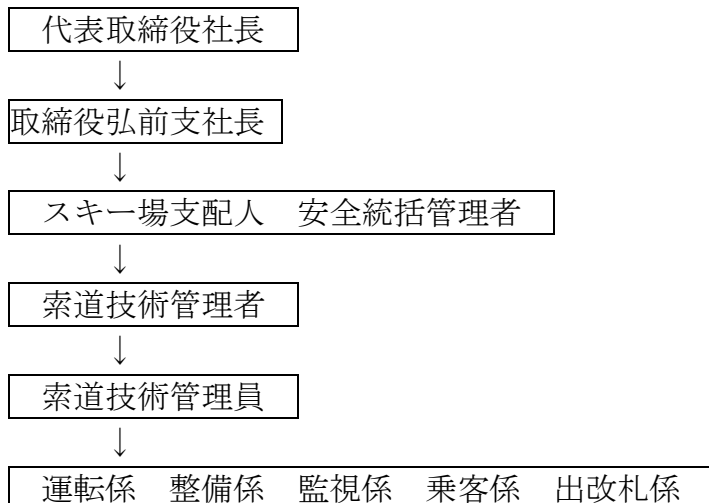 代表取締役社長
↓
取締役弘前支社長
↓
スキー場支配人　安全統括管理者
↓
索道技術管理者
↓
索道技術管理員
↓
運転係　整備係　監視係　乗客係　出改札係